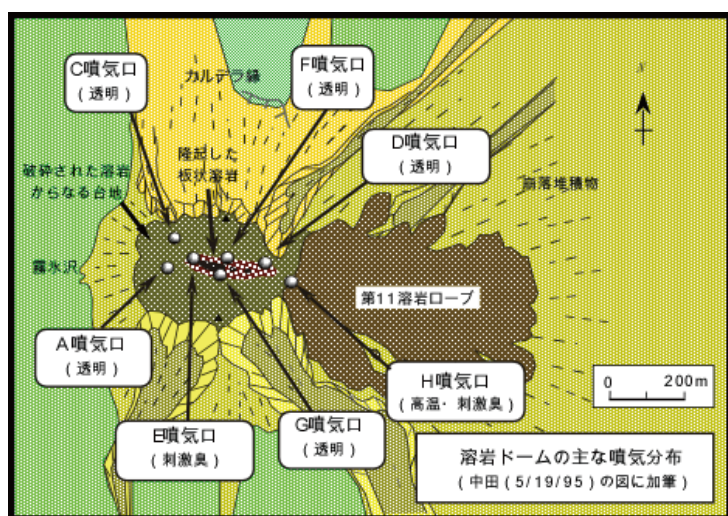 C噴気口
(透明)
カルデラ縁
F噴気口
(透明)
N
D噴気口
(透明)
隆起した
板状溶岩
破砕された溶岩
からなる台地
崩落堆積物
霧氷沢
第11溶岩ローブ
A噴気口
(透明)
H噴気口
(高温・刺激臭)
0 200m
E噴気口
(刺激臭)
G噴気口
(透明)
溶岩ドームの主な噴気分布
(中田(5/19/95)の図に加筆)